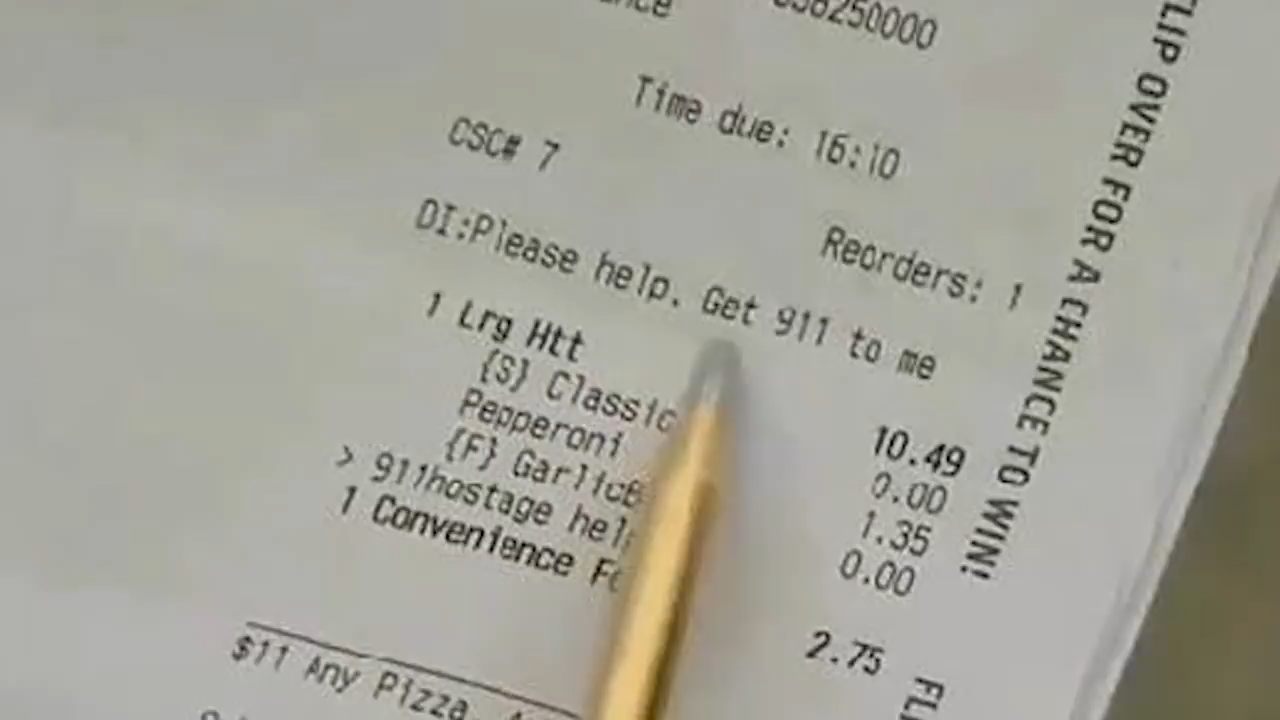 Time due: 16:10
CSC# 7
Reorders: 1
DI:Please help. Get 911 to me
1 Lrg Htt 10.49
{S} Classic 0.00
Pepperoni 1.35
{F} 0.00
> 911hostage
1 Convenience 2.75
$11 Any Pizza,
FLIP OVER FOR A CHANCE TO WIN!